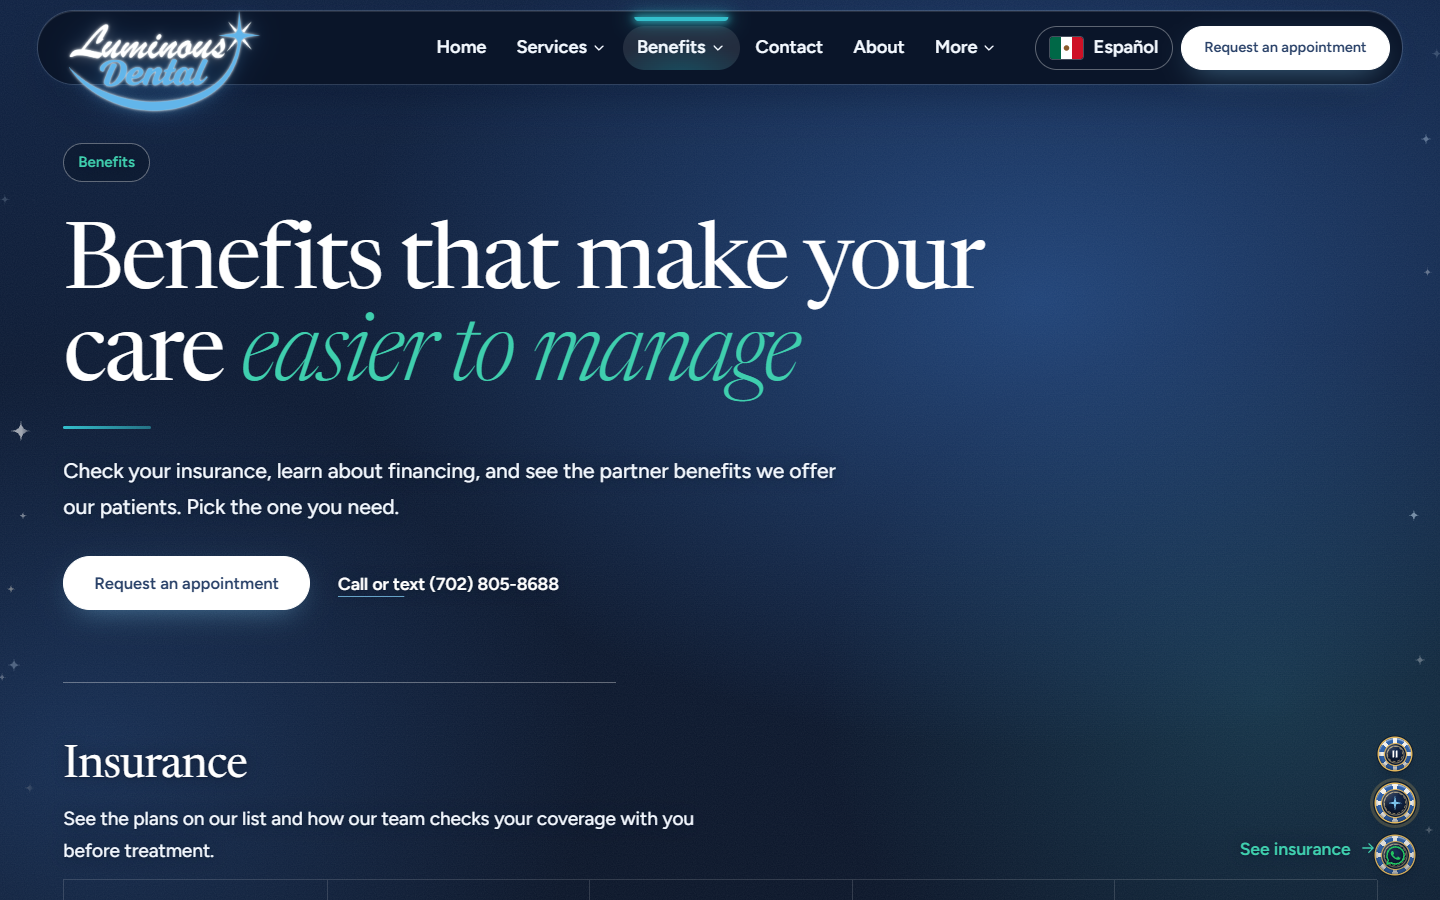 Luminous
Dental
Home
Services
Benefits
Contact
About
More
Español
Request an appointment
Benefits
Benefits that make your
care easier to manage
Check your insurance, learn about financing, and see the partner benefits we offer
our patients. Pick the one you need.
Request an appointment
Call or text (702) 805-8688
Insurance
See the plans on our list and how our team checks your coverage with you
before treatment.
See insurance